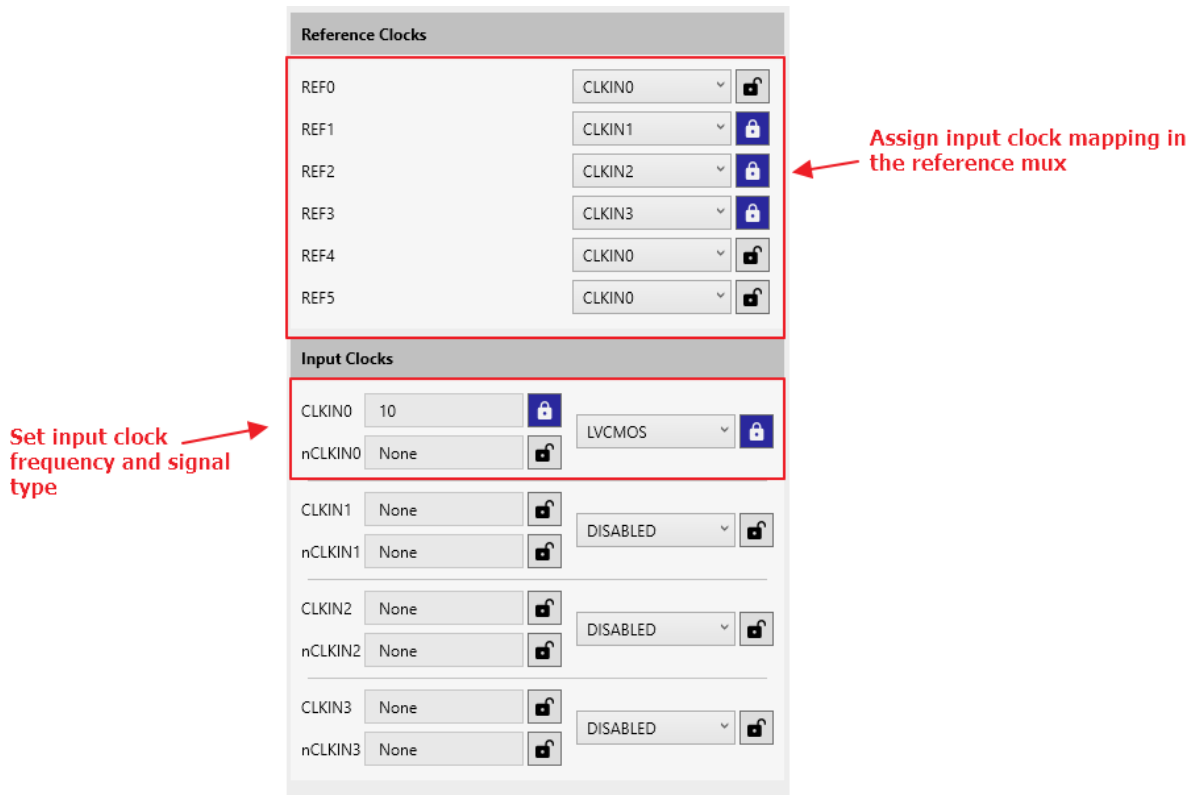 Reference Clocks
REF0 CLKIN0
REF1 CLKIN1
REF2 CLKIN2
REF3 CLKIN3
REF4 CLKIN0
REF5 CLKIN0
Assign input clock mapping in
the reference mux
Input Clocks
CLKIN0 10
LVCMOS
nCLKIN0 None
Set input clock
frequency and signal
type
CLKIN1 None
DISABLED
nCLKIN1 None
CLKIN2 None
DISABLED
nCLKIN2 None
CLKIN3 None
DISABLED
nCLKIN3 None